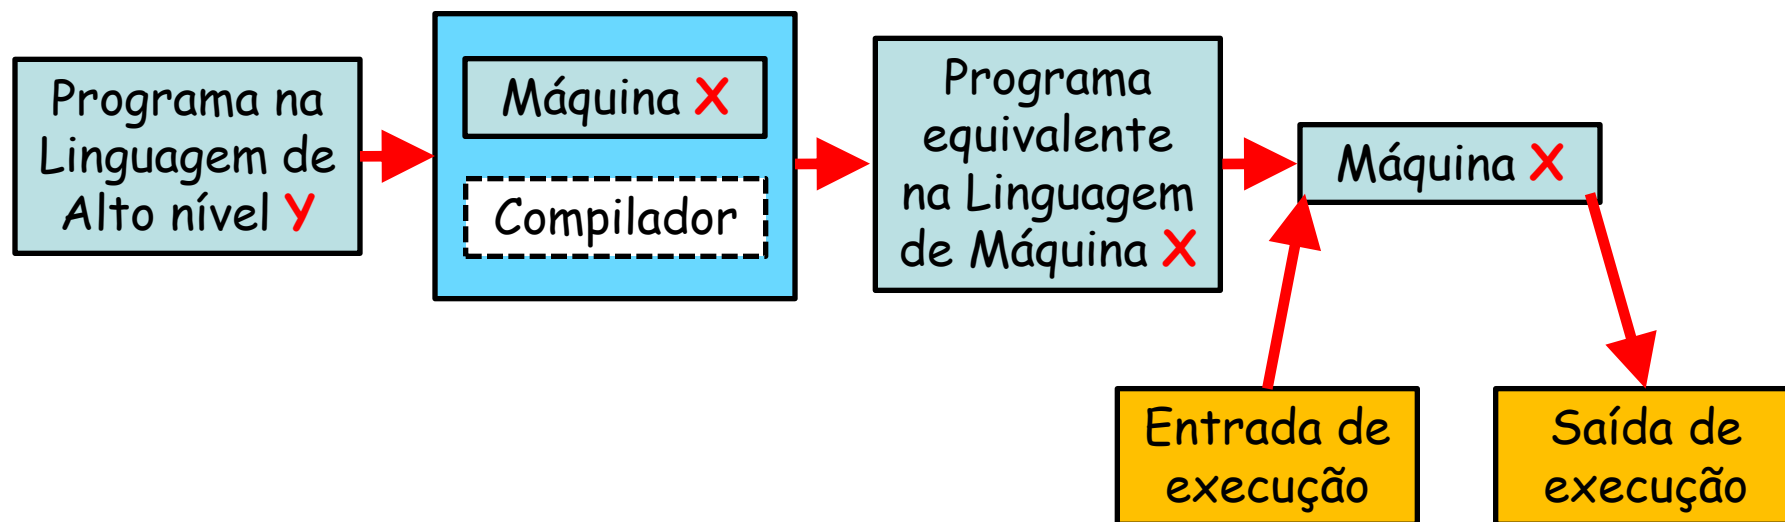 Programa na
Linguagem de
Alto nível Y
Máquina X
Compilador
Programa
equivalente
na Linguagem
de Máquina X
Máquina X
Entrada de
execução
Saída de
execução